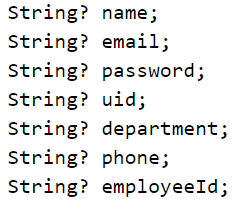 String? name;
String? email;
String? password;
String? uid;
String? department;
String? phone;
String? employeeId;